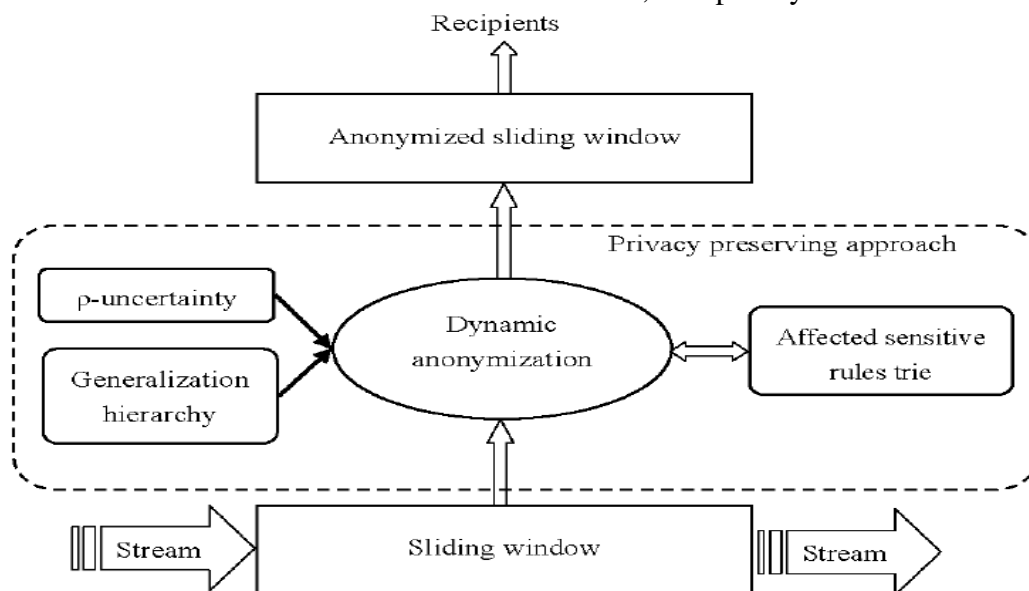 Recipients
Anonymized sliding window
Privacy preserving approach
ρ-uncertainty
Generalization
hierarchy
Dynamic
anonymization
Affected sensitive
rules trie
Stream
Sliding window
Stream